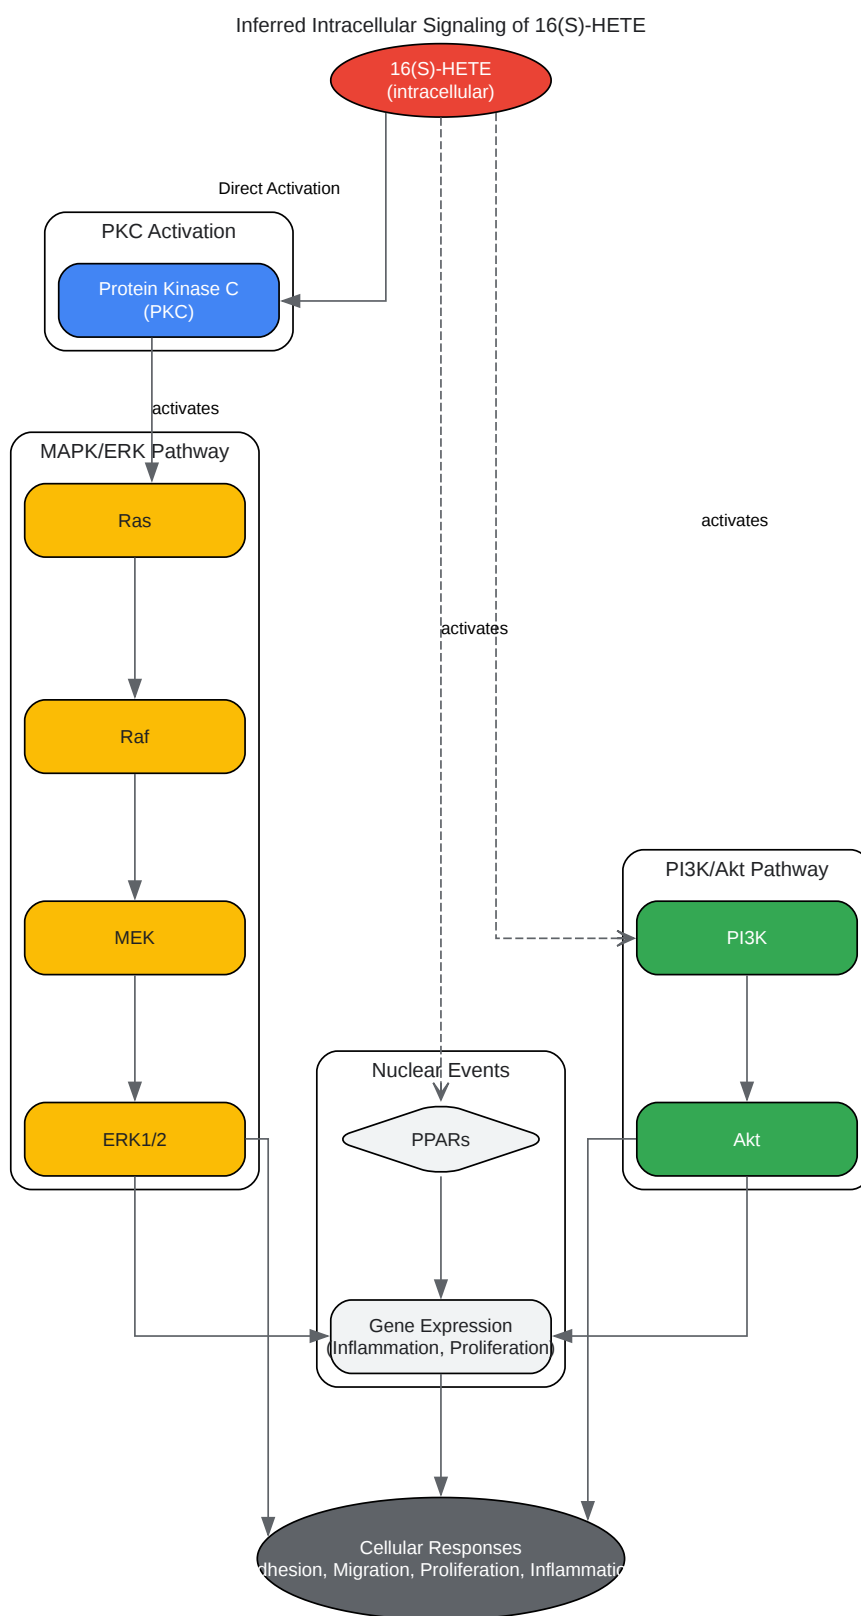 Inferred Intracellular Signaling of 16(S)-HETE
16(S)-HETE
(intracellular)
Direct Activation
PKC Activation
Protein Kinase C
(PKC)
activates
MAPK/ERK Pathway
Ras
activates
activates
Raf
PI3K/Akt Pathway
MEK
PI3K
Nuclear Events
ERK1/2
PPARs
Akt
Gene Expression
(Inflammation, Proliferation)
Cellular Responses
dhesion, Migration, Proliferation, Inflammatio